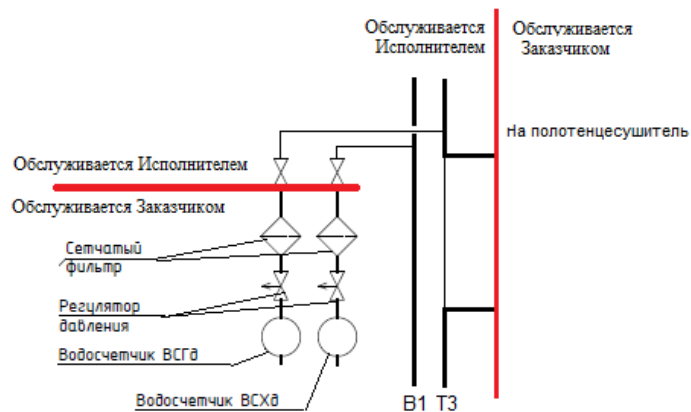 Обслуживается
Исполнителем
Обслуживается
Заказчиком
На полотенцесушитель
Обслуживается Исполнителем
Обслуживается Заказчиком
Сетчатый
фильтр
Регулятор
давления
Водосчетчик ВСГд
Водосчетчик ВСХд
В1 Т3